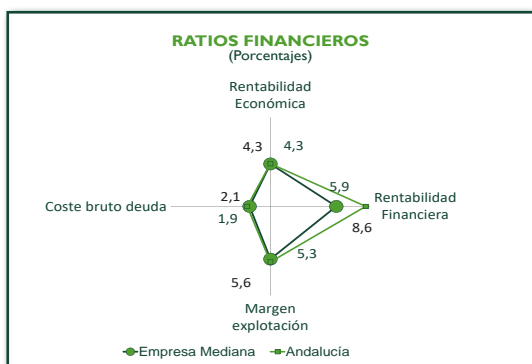 RATIOS FINANCIEROS
(Porcentajes)
Rentabilidad
Económica
4,3 4,3
5,9
Rentabilidad
Financiera
8,6
2,1
Coste bruto deuda
1,9
5,3
5,6
Margen
explotación
Empresa Mediana Andalucía